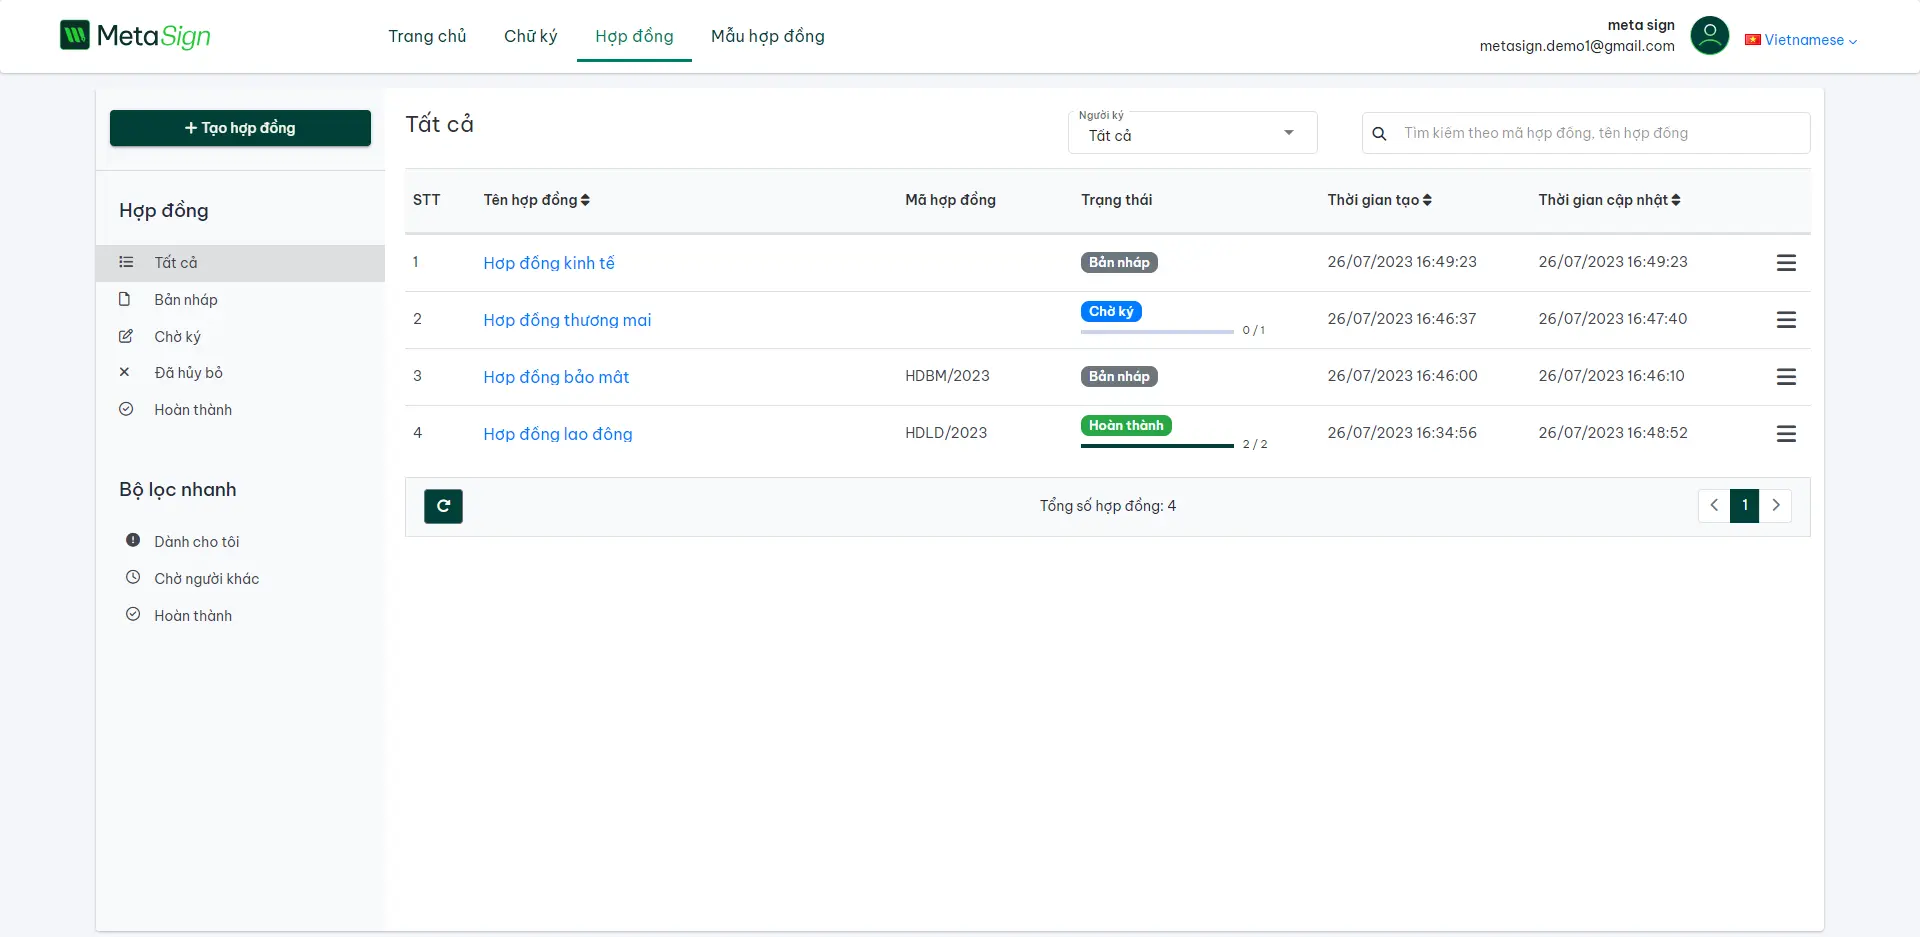 MetaSign
Trang chủ
Chữ ký
Hợp đồng
Mẫu hợp đồng
meta sign
metasign.demo1@gmail.com
Vietnamese
+ Tạo hợp đồng
Hợp đồng
Tất cả
Bản nháp
Chờ ký
Đã hủy bỏ
Hoàn thành
Bộ lọc nhanh
Dành cho tôi
Chờ người khác
Hoàn thành
Tất cả
Người ký
Tất cả
Tìm kiếm theo mã hợp đồng, tên hợp đồng
STT Tên hợp đồng Mã hợp đồng Trạng thái Thời gian tạo Thời gian cập nhật
1 Hợp đồng kinh tế Bản nháp 26/07/2023 16:49:23 26/07/2023 16:49:23
2 Hợp đồng thương mại Chờ ký 0 / 1 26/07/2023 16:46:37 26/07/2023 16:47:40
3 Hợp đồng bảo mật HDBM/2023 Bản nháp 26/07/2023 16:46:00 26/07/2023 16:46:10
4 Hợp đồng lao động HDLD/2023 Hoàn thành 2 / 2 26/07/2023 16:34:56 26/07/2023 16:48:52
Tổng số hợp đồng: 4
1